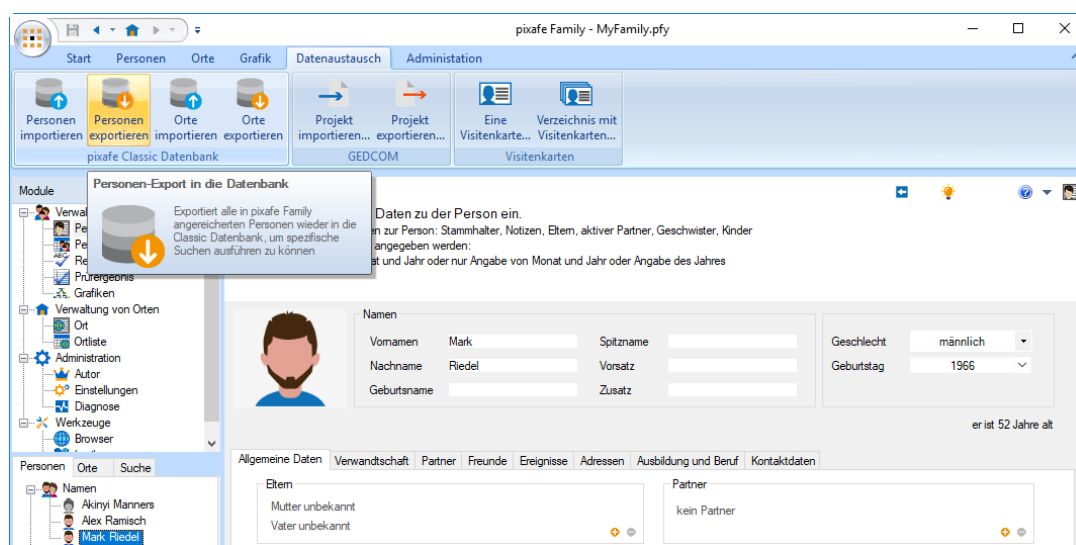 pixafe Family - MyFamily.pfy
Start Personen Orte Grafik Datenaustausch Administration
Personen importieren
Personen exportieren
Orte importieren
Orte exportieren
Projekt importieren...
Projekt exportieren...
Eine Visitenkarte...
Verzeichnis mit Visitenkarten...
pixafe Classic Datenbank
GEDCOM
Visitenkarten
Module
Personen-Export in die Datenbank
Exportiert alle in pixafe Family
angereicherten Personen wieder in die
Classic Datenbank, um spezifische
Suchen ausführen zu können
Verwal
Pe
Pe
Re
Prüfergebnis
Grafiken
Verwaltung von Orten
Ort
Ortliste
Administration
Autor
Einstellungen
Diagnose
Werkzeuge
Browser
Daten zu der Person ein.
en zur Person: Stammhalter, Notizen, Eltern, aktiver Partner, Geschwister, Kinder
angegeben werden:
at und Jahr oder nur Angabe von Monat und Jahr oder Angabe des Jahres
Namen
Vornamen Mark Spitzname
Nachname Riedel Vorsatz
Geburtsname Zusatz
Geschlecht männlich
Geburtstag 1966
er ist 52 Jahre alt
Personen Orte Suche
Namen
Akinyi Manners
Alex Ramisch
Mark Riedel
Allgemeine Daten Verwandtschaft Partner Freunde Ereignisse Adressen Ausbildung und Beruf Kontaktdaten
Eltern
Mutter unbekannt
Vater unbekannt
Partner
kein Partner